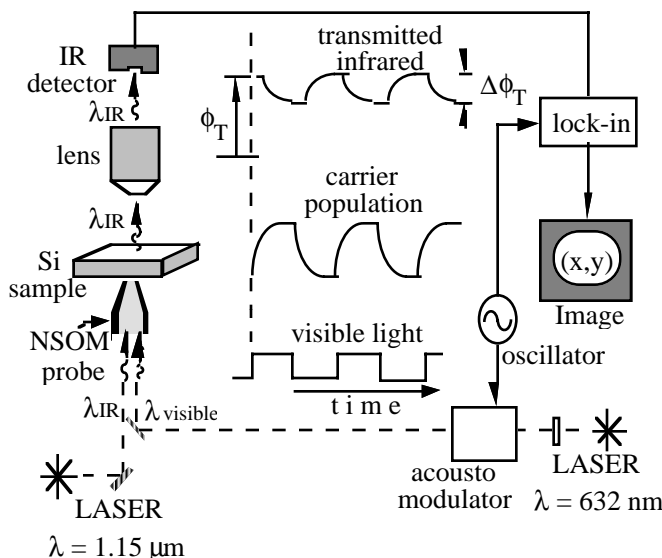 IR
detector
λIR
lens
λIR
Si
sample
NSOM
probe
λIR
λ visible
LASER
λ = 1.15 μm
transmitted
infrared
ϕT
ΔϕT
carrier
population
visible light
time
lock-in
(x,y)
Image
oscillator
acousto
modulator
LASER
λ = 632 nm